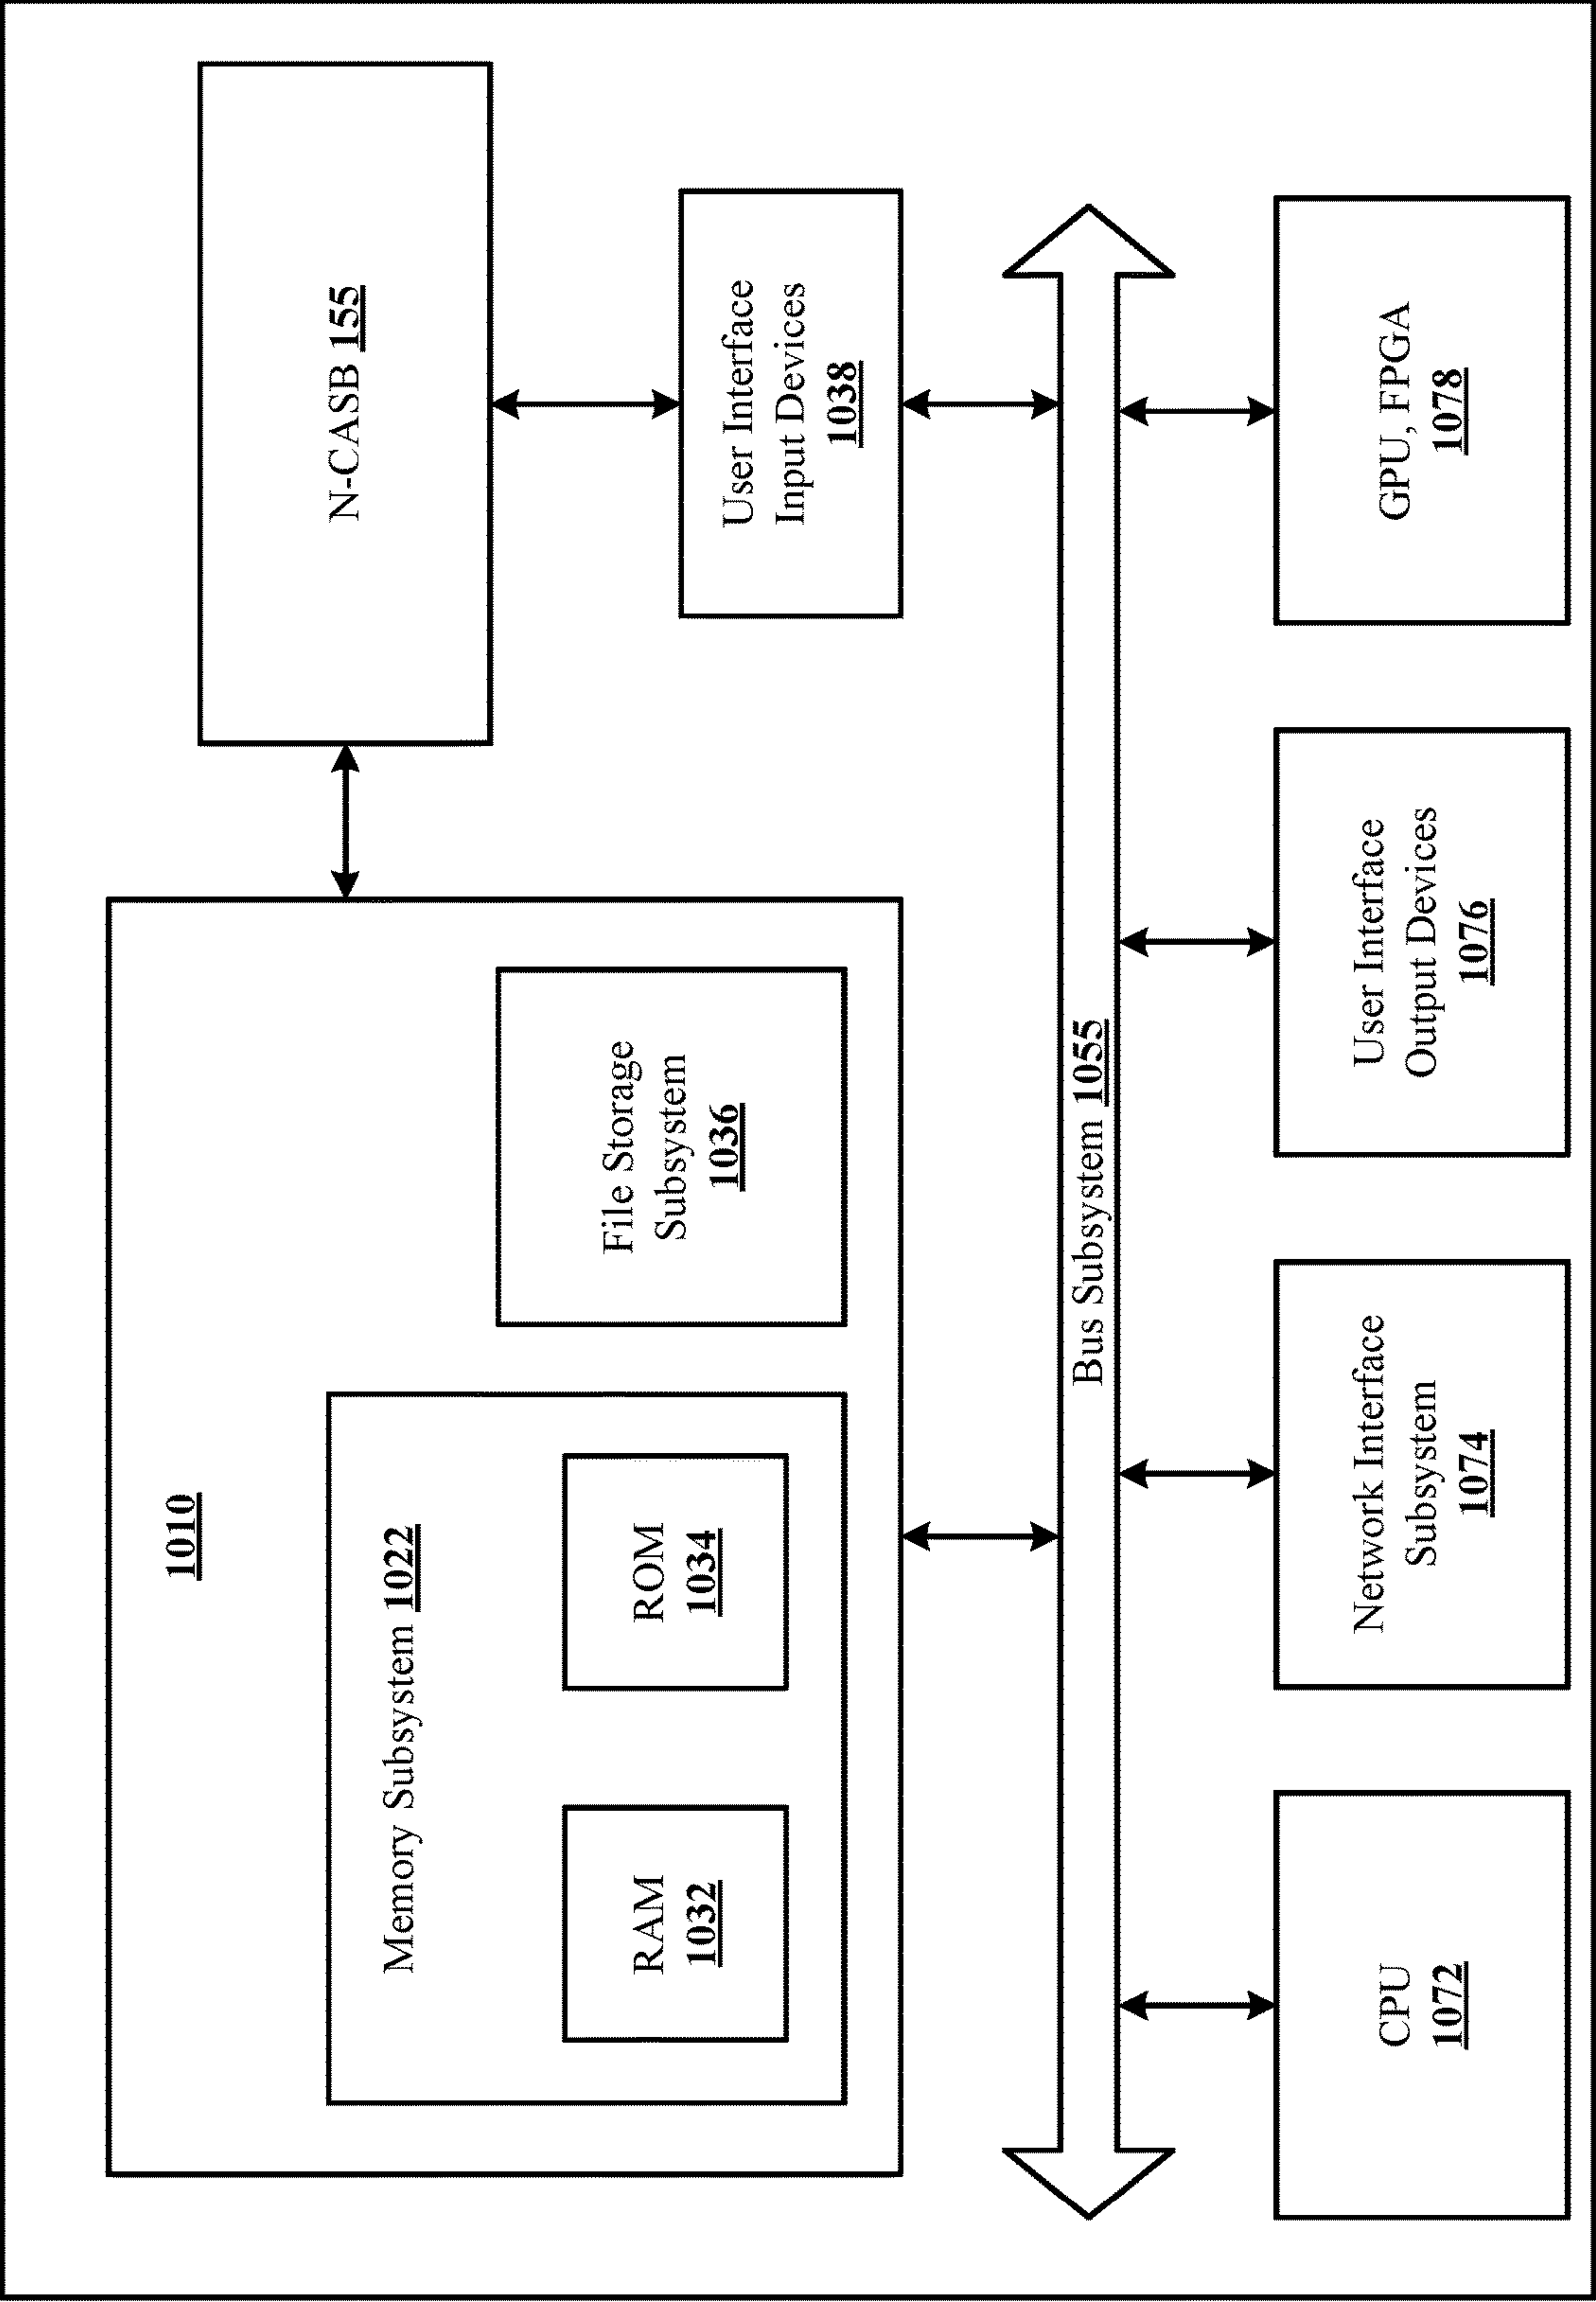 1010
Memory Subsystem 1022
RAM
1032
ROM
1034
File Storage
Subsystem
1036
N-CASB 155
User Interface
Input Devices
1038
Bus Subsystem 1055
CPU
1072
Network Interface
Subsystem
1074
User Interface
Output Devices
1076
GPU, FPGA
1078